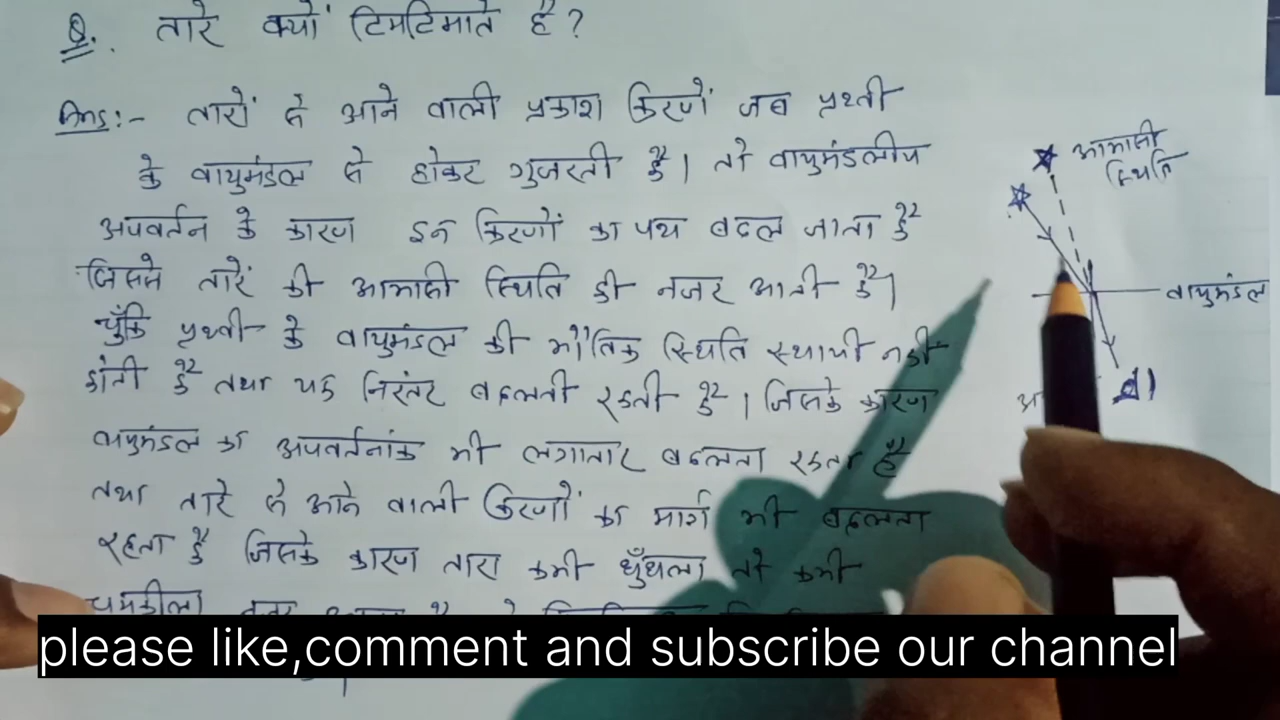 Q. तारे क्यों टिमटिमाते है ?
Ans:- तारों से आने वाली प्रकाश किरणें जब पृथ्वी
के वायुमंडल से होकर गुजरती है। तो वायुमंडलीय
अपवर्तन के कारण इन किरणों का पथ बदल जाता है
जिससे तारें की आभासी स्थिति की नजर आती है।
चुँकि पृथ्वी के वायुमंडल की भौतिक स्थिति स्थायी नही
होती है तथा यह निरंतर बदलती रहती है। जिसके कारण
वायुमंडल का अपवर्तनांक भी लगातार बदलता रहता है
तथा तारे से आने वाली किरणों का मार्ग भी बदलता
रहता है जिसके कारण तारा कभी धुँधला तो कभी
चमकीला नजर
आभासी
स्थिति
वायुमंडल
please like,comment and subscribe our channel